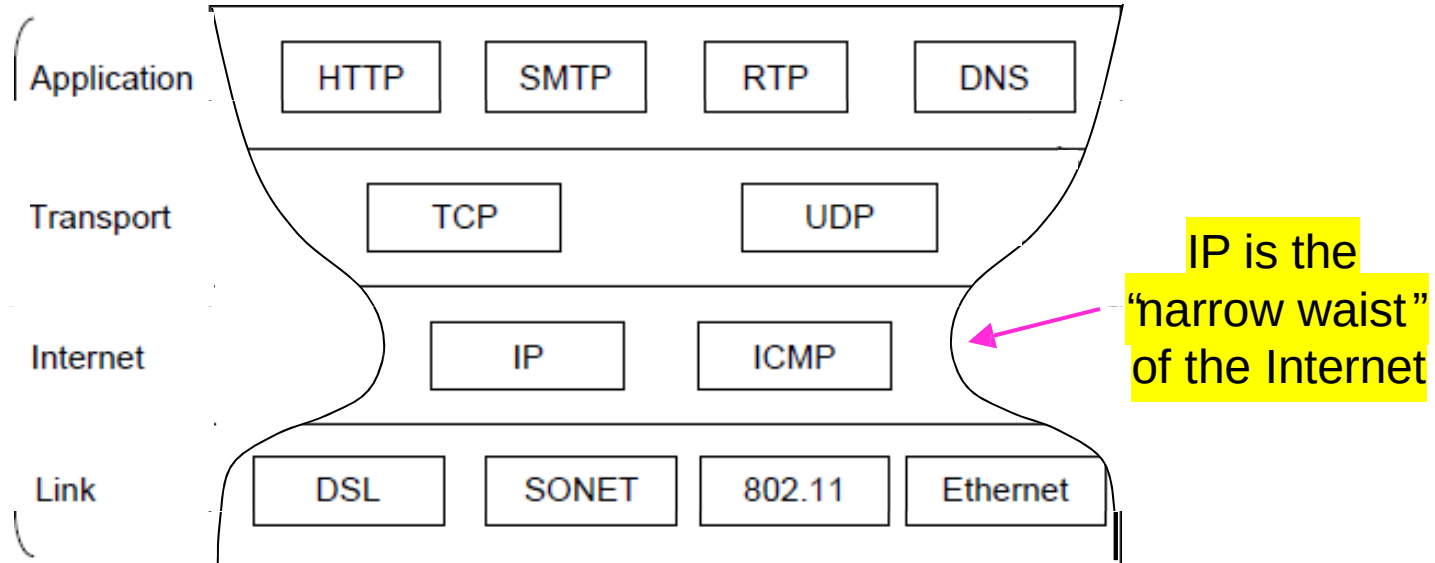 Application HTTP SMTP RTP DNS
Transport TCP UDP
Internet IP ICMP
Link DSL SONET 802.11 Ethernet
IP is the
“narrow waist”
of the Internet